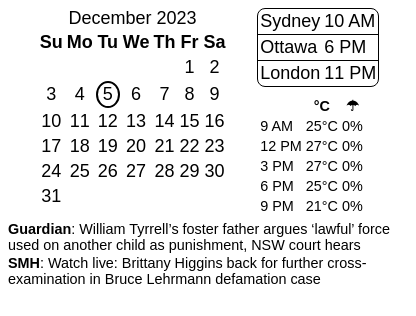 December 2023
Su Mo Tu We Th Fr Sa
1 2
3 4 5 6 7 8 9
10 11 12 13 14 15 16
17 18 19 20 21 22 23
24 25 26 27 28 29 30
31
Sydney 10 AM
Ottawa 6 PM
London 11 PM
°C ☂
9 AM 25°C 0%
12 PM 27°C 0%
3 PM 27°C 0%
6 PM 25°C 0%
9 PM 21°C 0%
Guardian: William Tyrrell’s foster father argues ‘lawful’ force
used on another child as punishment, NSW court hears
SMH: Watch live: Brittany Higgins back for further cross-
examination in Bruce Lehrmann defamation case